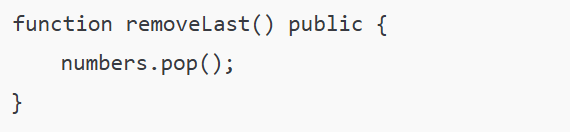 function removeLast() public {
    numbers.pop();
}